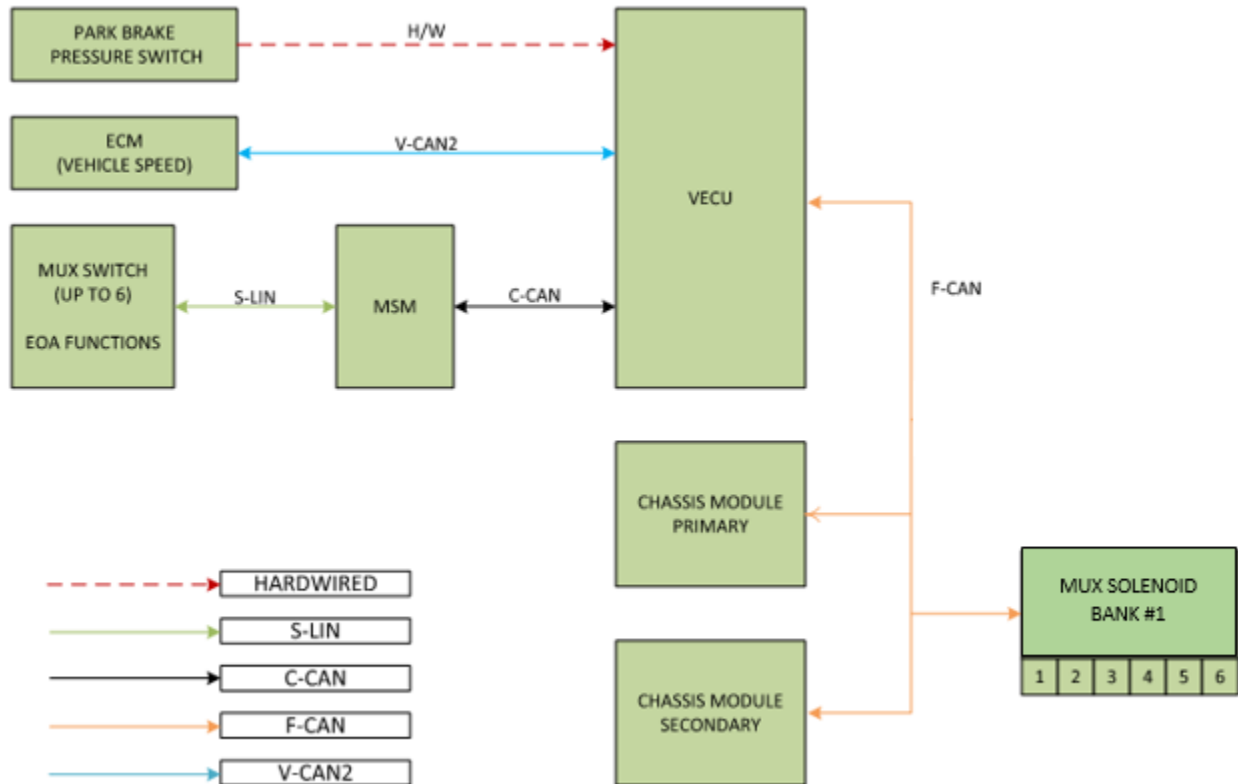 PARK BRAKE
PRESSURE SWITCH
H/W
ECM
(VEHICLE SPEED)
V-CAN2
VECU
MUX SWITCH
(UP TO 6)
EOA FUNCTIONS
S-LIN
MSM
C-CAN
F-CAN
CHASSIS MODULE
PRIMARY
MUX SOLENOID
BANK #1
1 2 3 4 5 6
CHASSIS MODULE
SECONDARY
HARDWIRED
S-LIN
C-CAN
F-CAN
V-CAN2